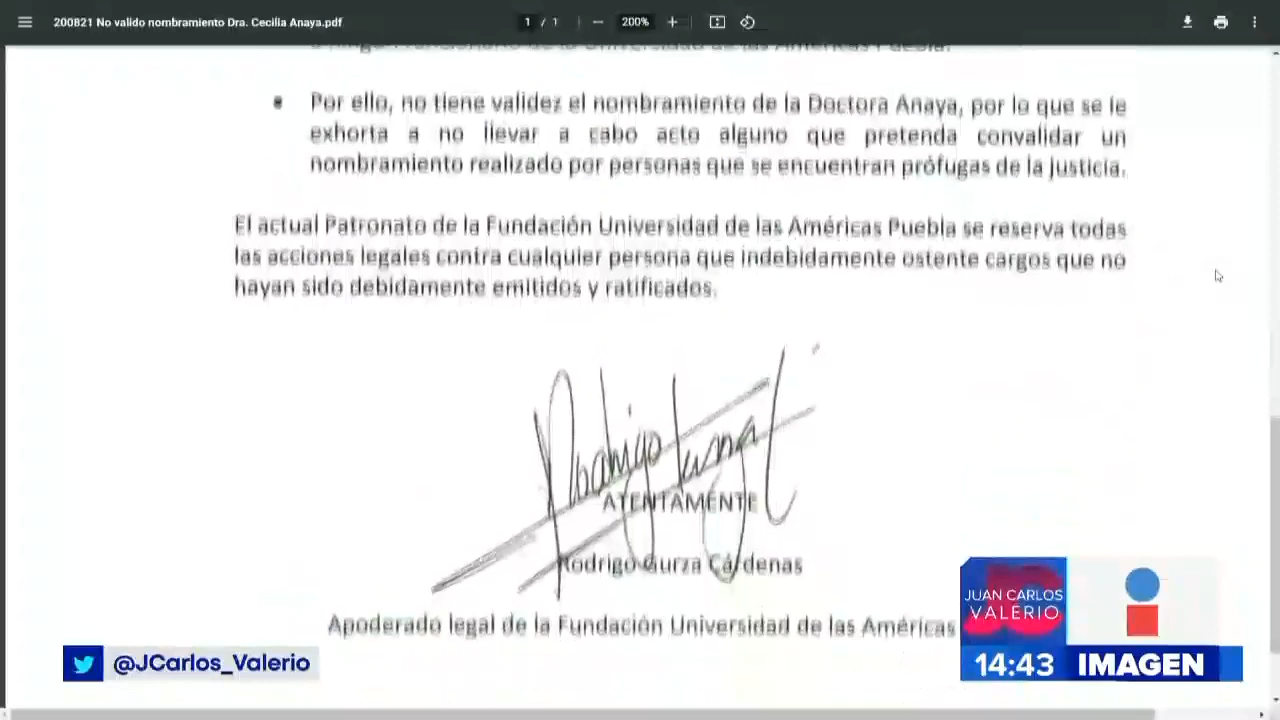 200821 No valido nombramiento Dra. Cecilia Anaya.pdf
1 / 1
200%
Por ello, no tiene validez el nombramiento de la Doctora Anaya, por lo que se le
exhorta a no llevar a cabo acto alguno que pretenda convalidar un
nombramiento realizado por personas que se encuentran prófugas de la justicia.
El actual Patronato de la Fundación Universidad de las Américas Puebla se reserva todas
las acciones legales contra cualquier persona que indebidamente ostente cargos que no
hayan sido debidamente emitidos y ratificados.
ATENTAMENTE
Rodrigo Gurza Cárdenas
Apoderado legal de la Fundación Universidad de las Américas
JUAN CARLOS
VALERIO
@JCarlos_Valerio
14:43 IMAGEN